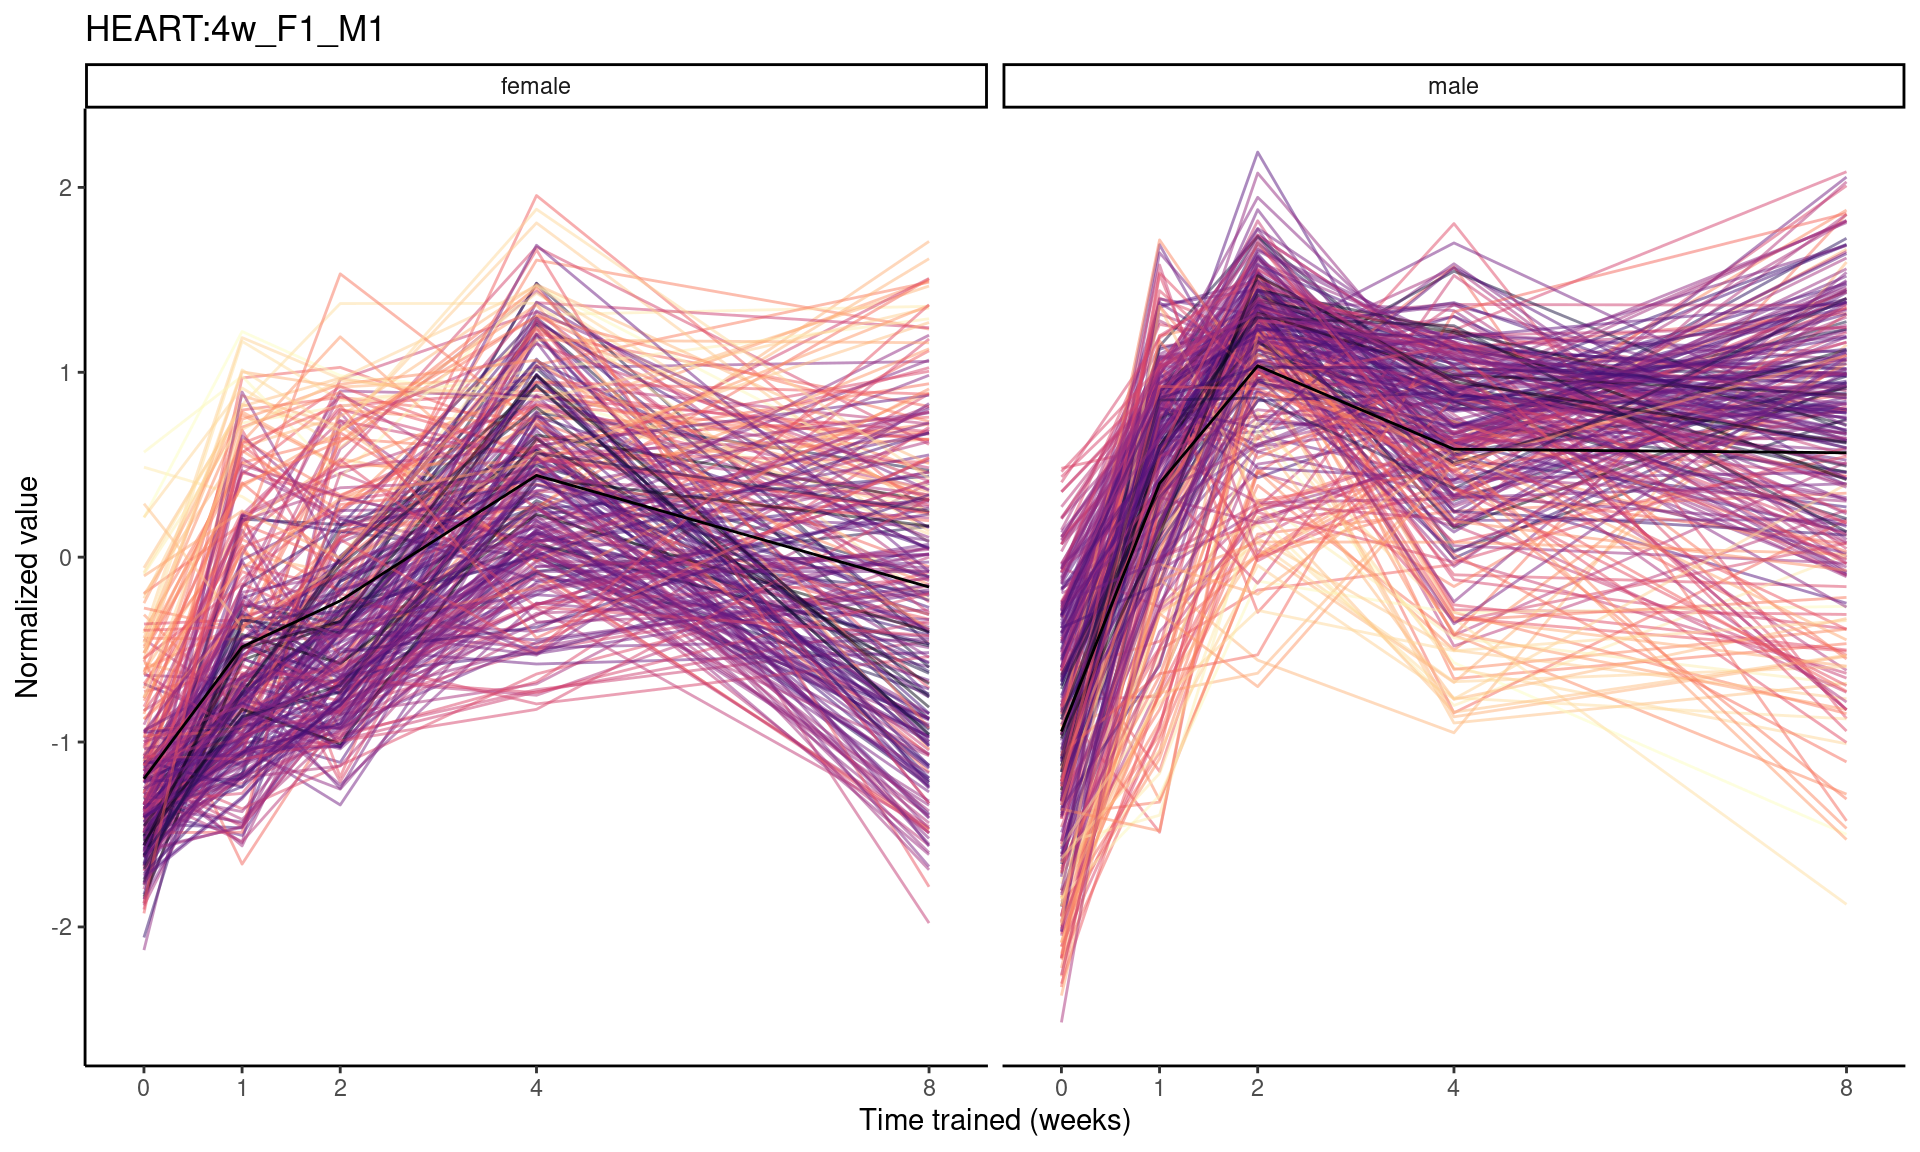 HEART:4w_F1_M1
female
male
Normalized value
2
1
0
-1
-2
0 1 2 4 8
0 1 2 4 8
Time trained (weeks)